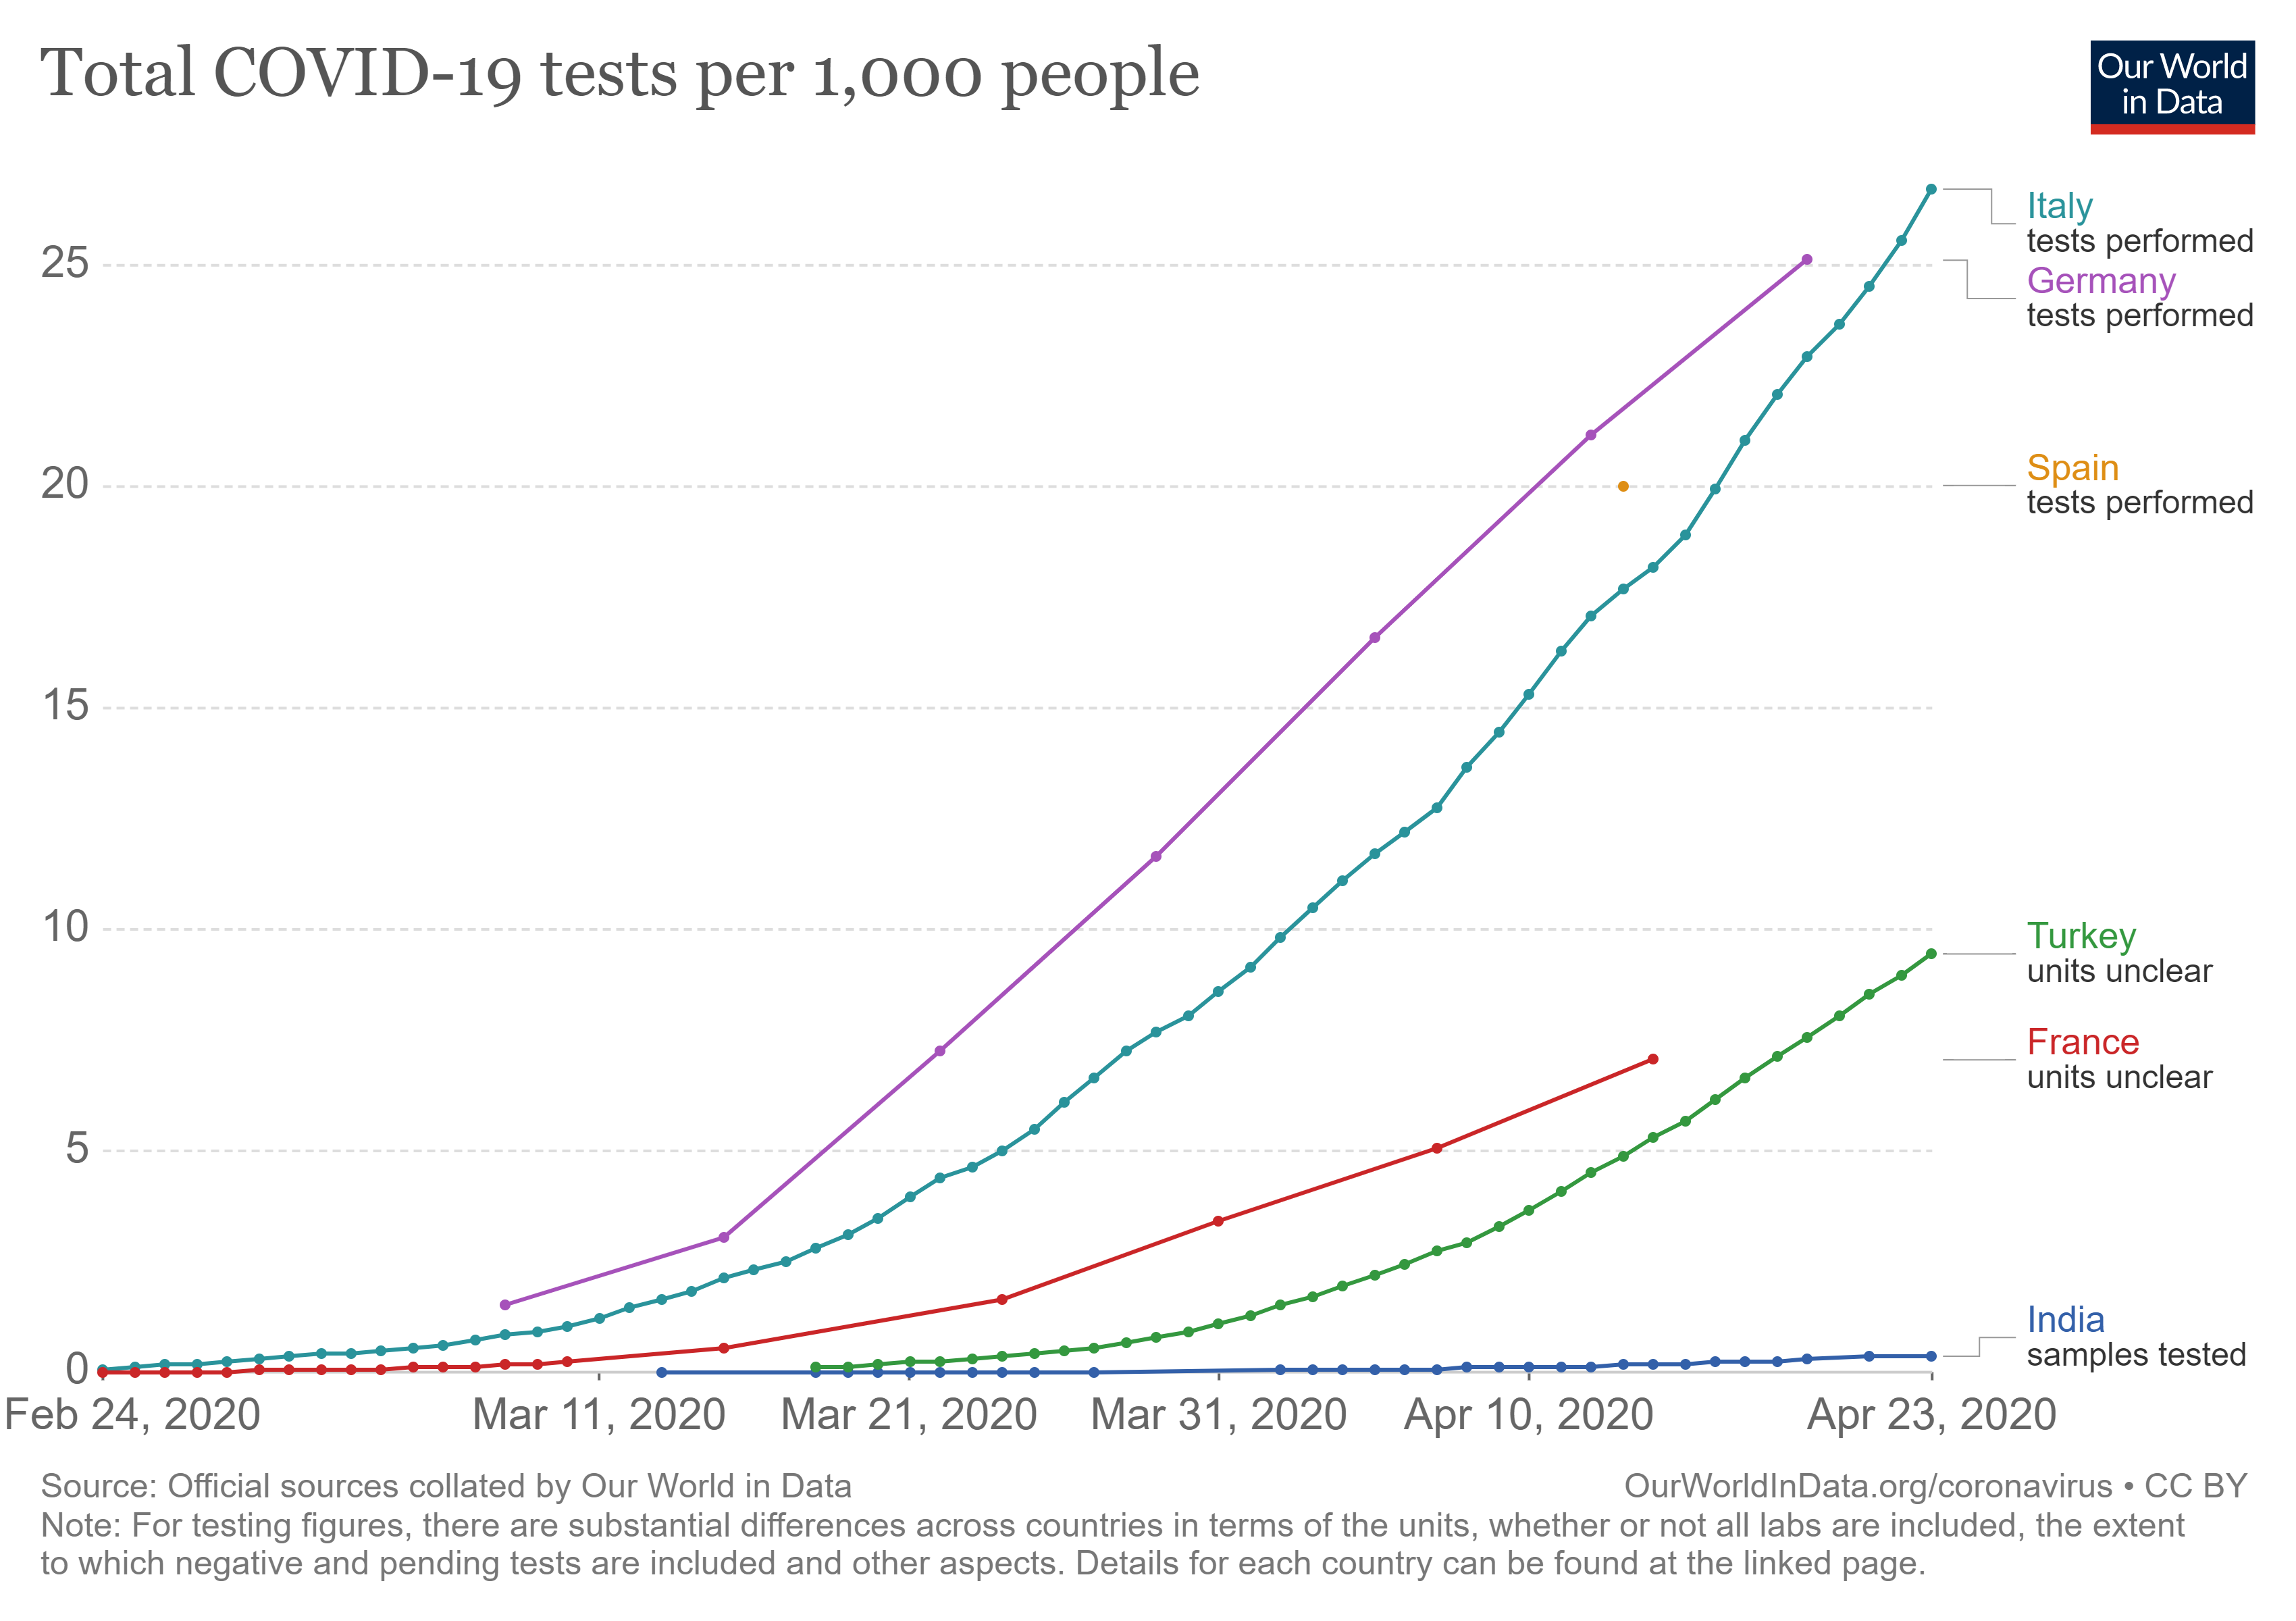 Total COVID-19 tests per 1,000 people
Our World
in Data
25
20
15
10
5
0
Italy
tests performed
Germany
tests performed
Spain
tests performed
Turkey
units unclear
France
units unclear
India
samples tested
Feb 24, 2020
Mar 11, 2020
Mar 21, 2020
Mar 31, 2020
Apr 10, 2020
Apr 23, 2020
Source: Official sources collated by Our World in Data
OurWorldInData.org/coronavirus • CC BY
Note: For testing figures, there are substantial differences across countries in terms of the units, whether or not all labs are included, the extent
to which negative and pending tests are included and other aspects. Details for each country can be found at the linked page.